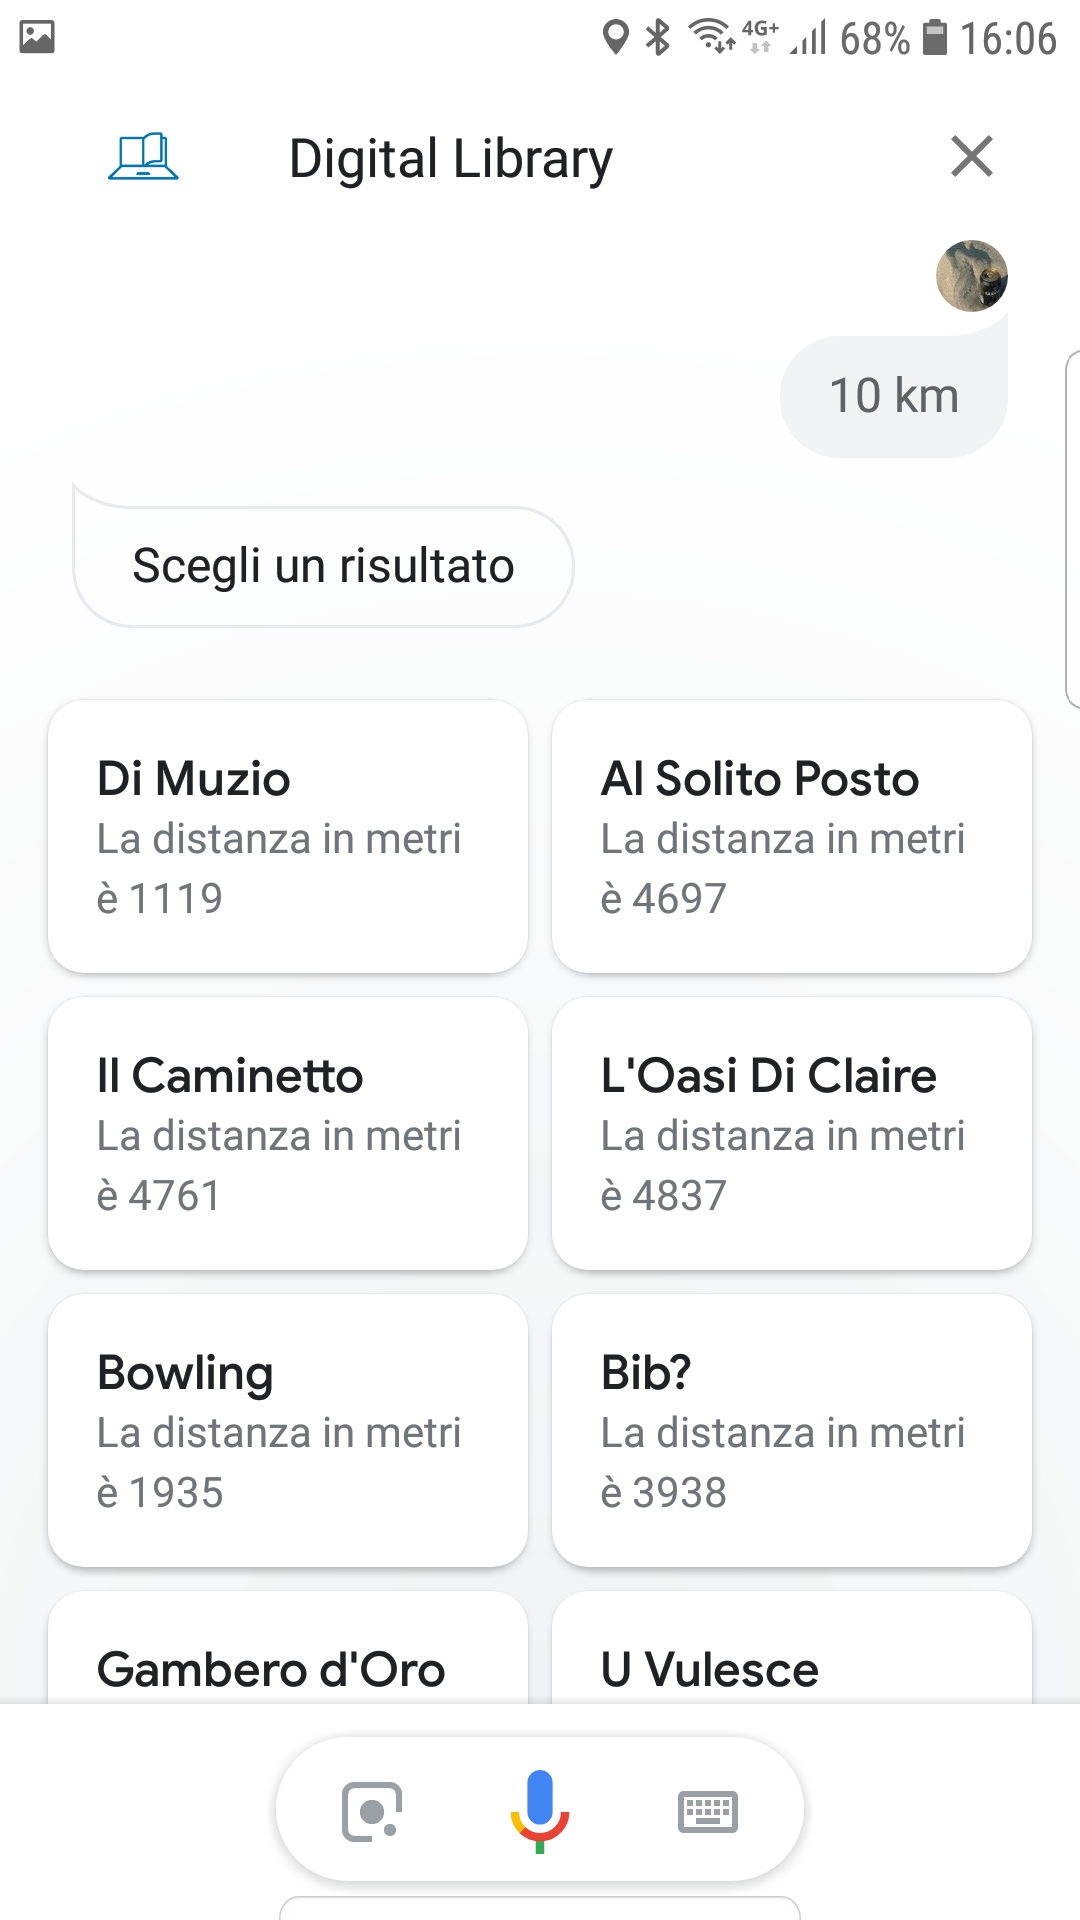 4G+ 68% 16:06
Digital Library
10 km
Scegli un risultato
Di Muzio
La distanza in metri
è 1119
Al Solito Posto
La distanza in metri
è 4697
Il Caminetto
La distanza in metri
è 4761
L'Oasi Di Claire
La distanza in metri
è 4837
Bowling
La distanza in metri
è 1935
Bib?
La distanza in metri
è 3938
Gambero d'Oro
U Vulesce